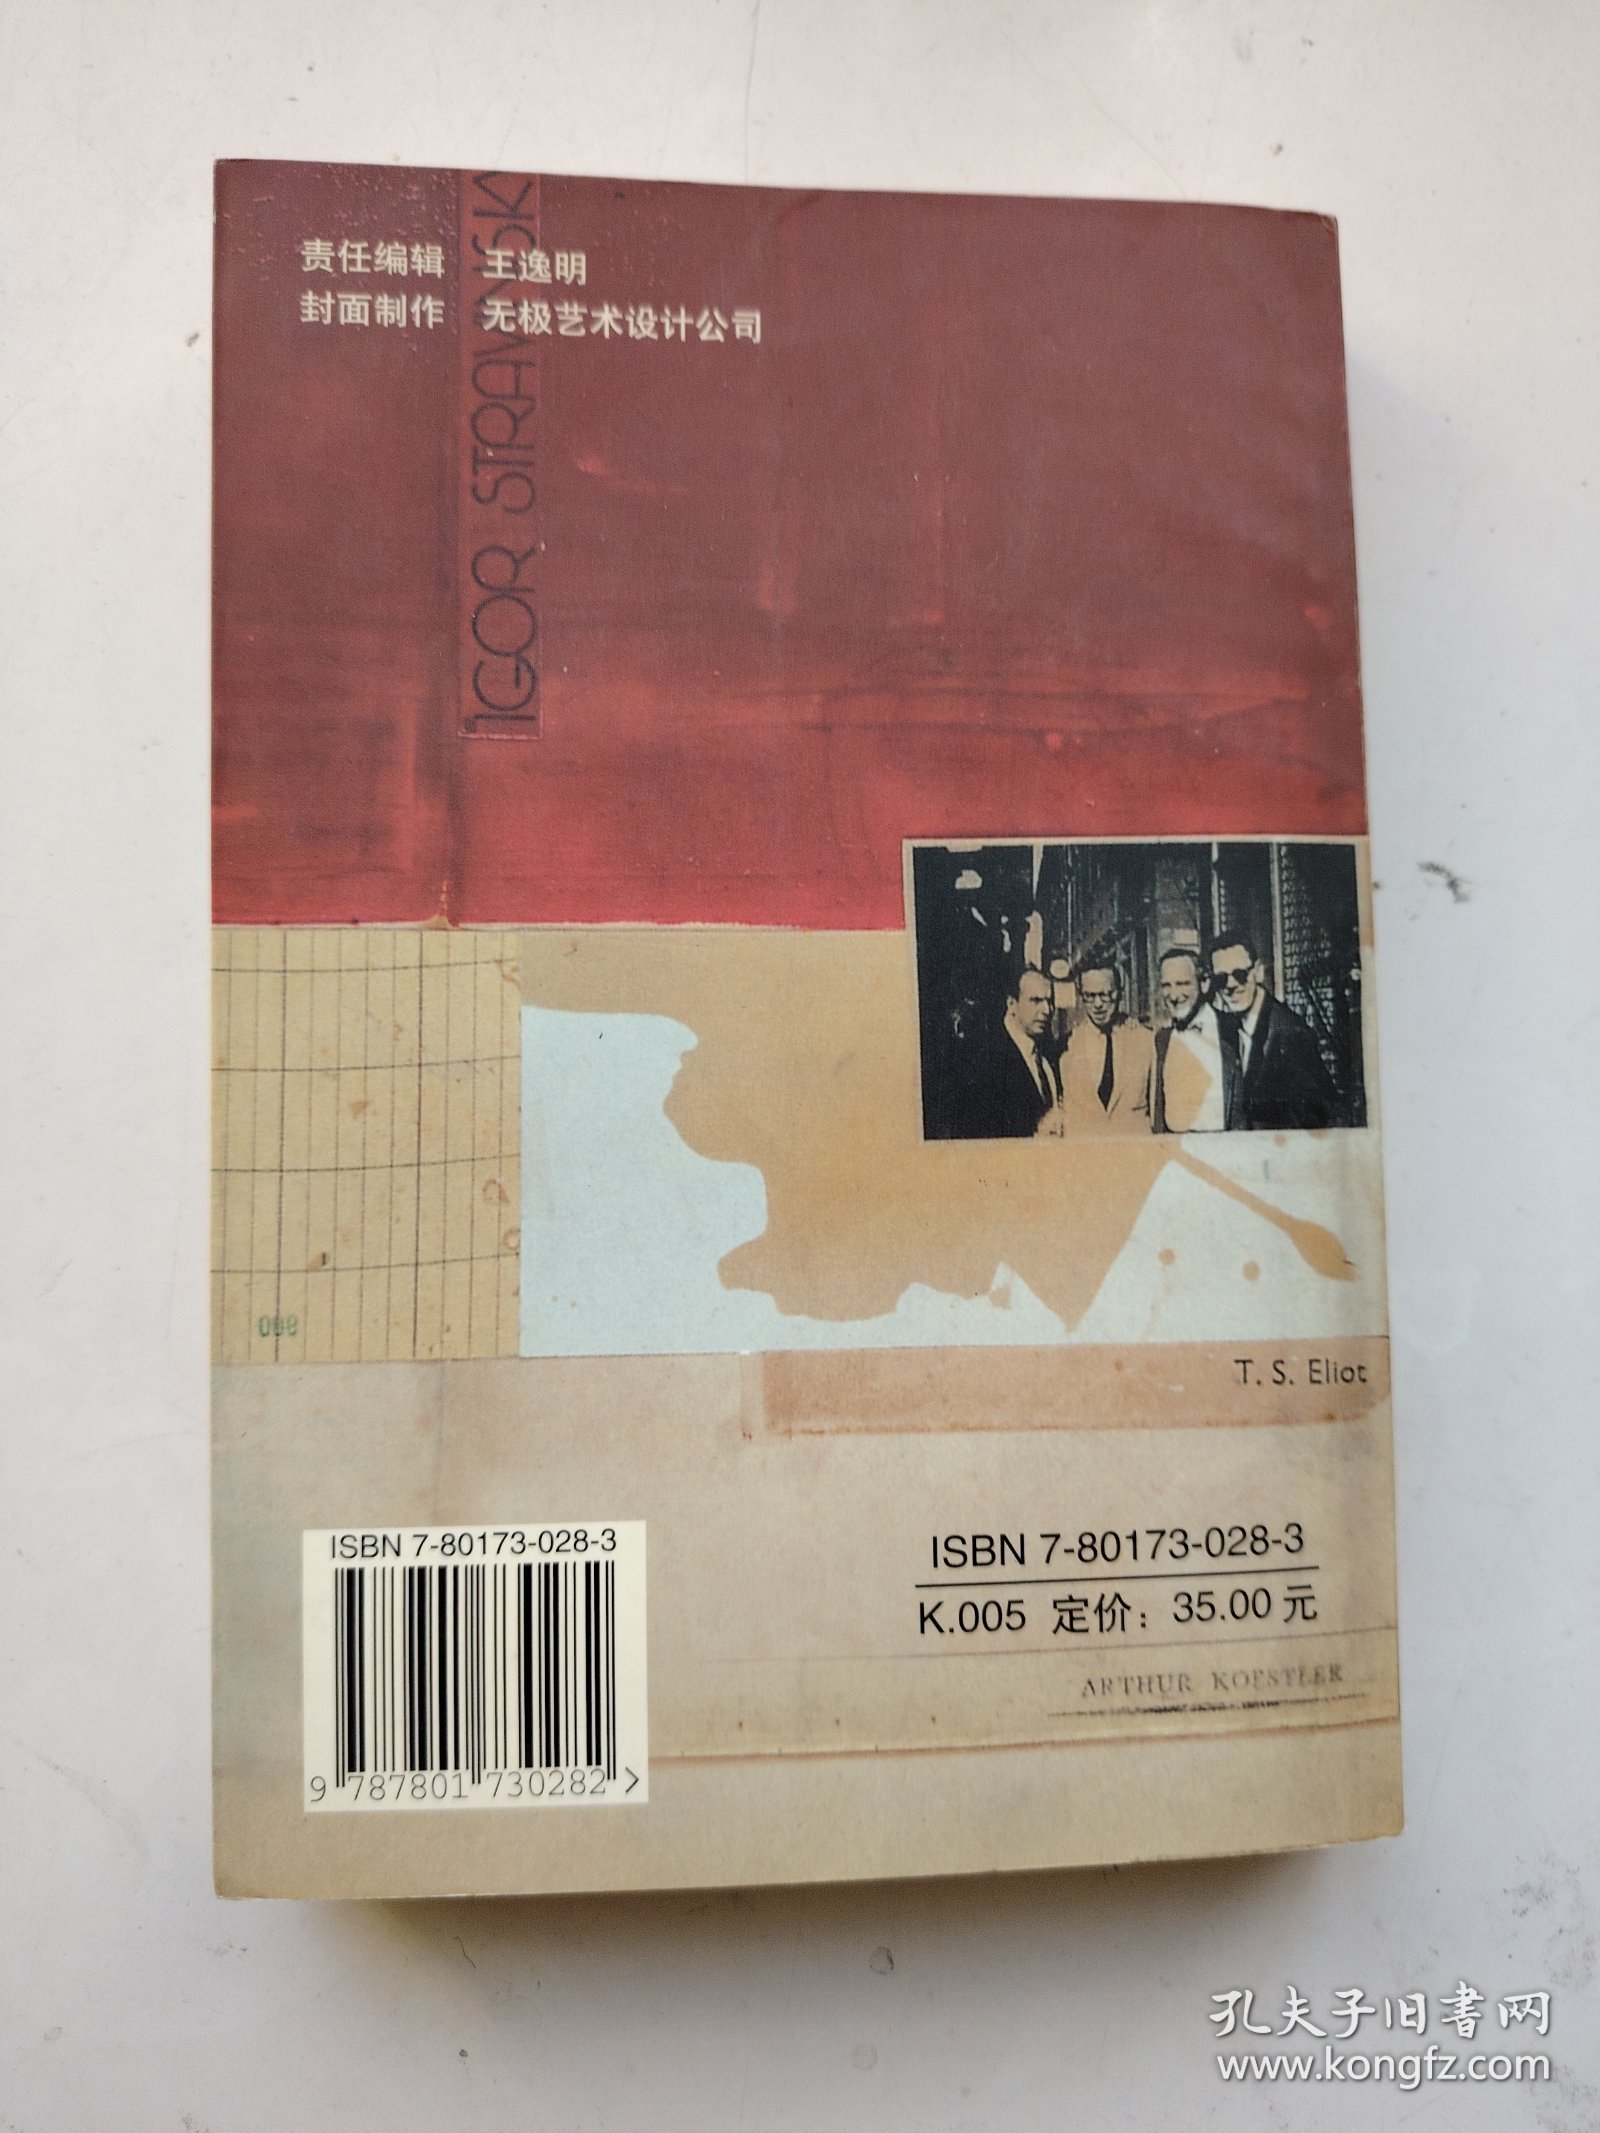 责任编辑 王逸明
封面制作 无极艺术设计公司
IGOR STRAVINSK
008
T. S. Eliot
ISBN 7-80173-028-3
9 787801 730282 >
ISBN 7-80173-028-3
K.005 定价：35.00 元
ARTHUR KOESTLER
孔夫子旧书网
www.kongfz.com